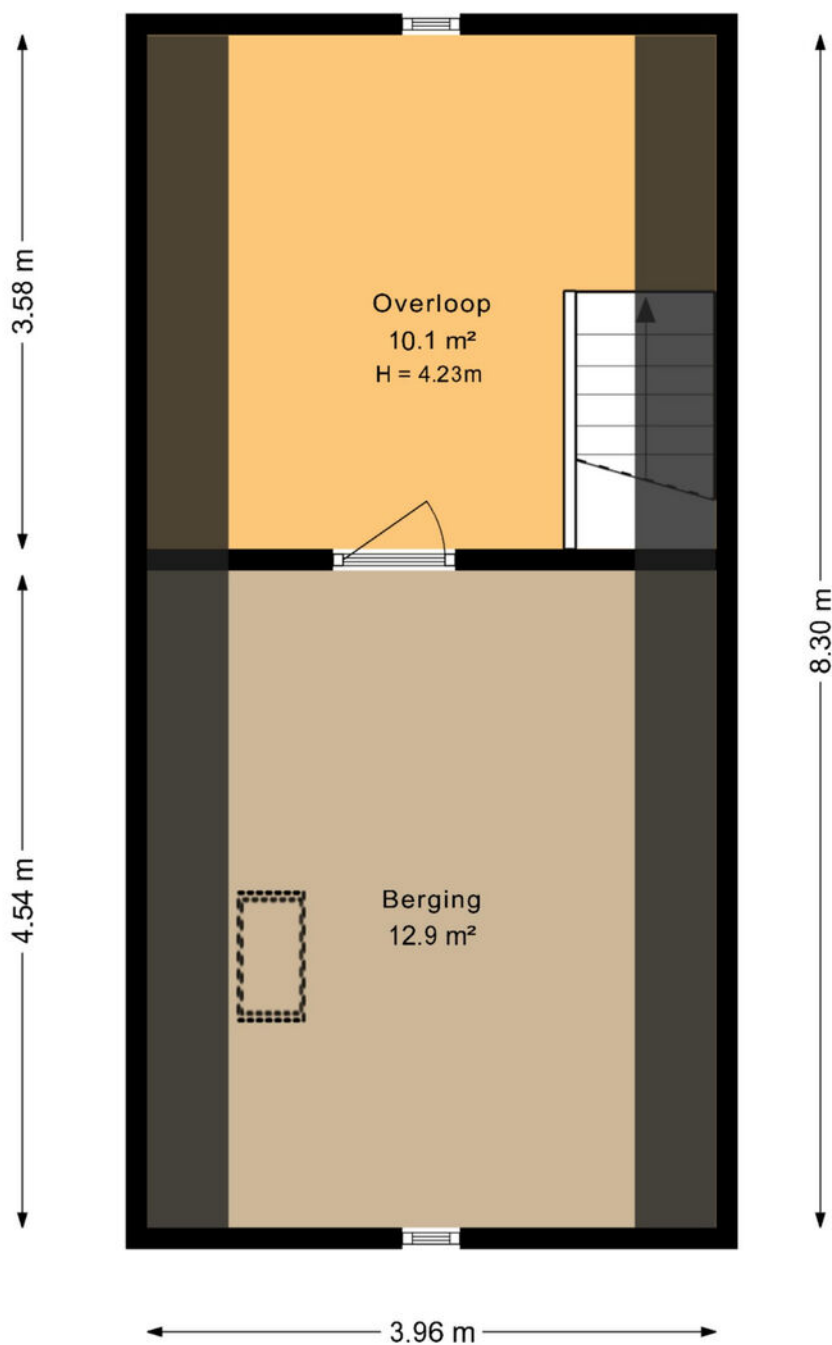 3.58 m
Overloop
10.1 m²
H = 4.23m
8.30 m
4.54 m
Berging
12.9 m²
3.96 m